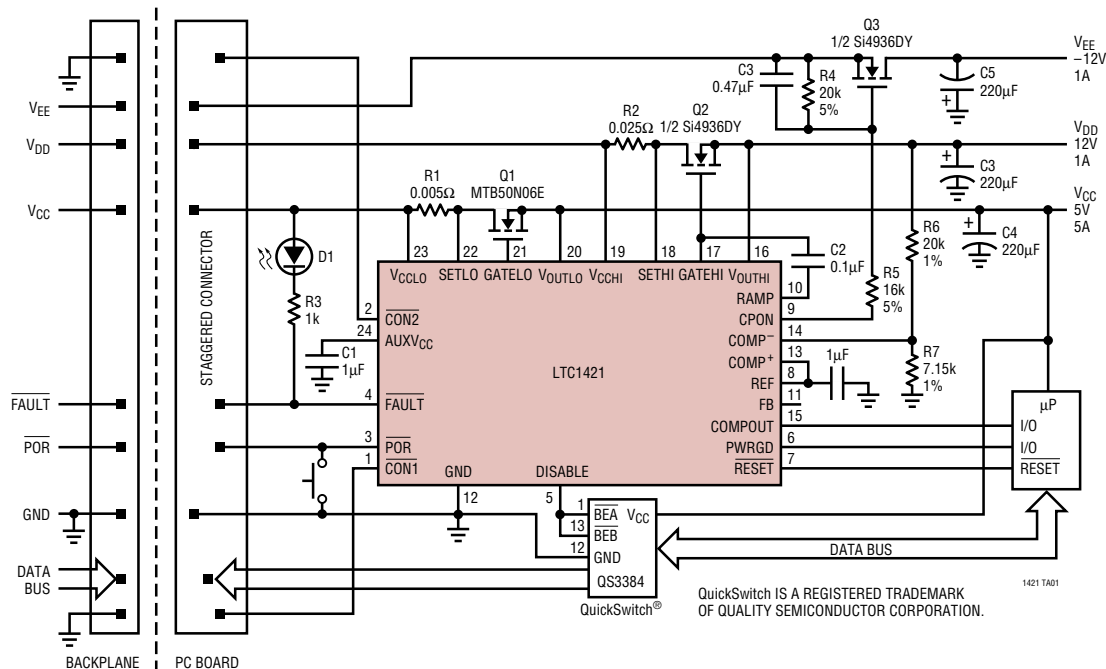 Q3
1/2 Si4936DY
VEE
–12V
1A
C3
0.47µF
R4
20k
5%
C5
220µF
+
VEE
R2
0.025Ω
Q2
1/2 Si4936DY
VDD
12V
1A
VDD
+
C3
220µF
R1
0.005Ω
Q1
MTB50N06E
VCC
5V
5A
VCC
R6
20k
1%
+
C4
220µF
D1
23
22
21
20
19
18
17
16
C2
0.1µF
VCCLO
SETLO
GATELO
VOUTLO
VCCHI
SETHI
GATEHI
VOUTHI
R5
16k
5%
R3
1k
RAMP
10
2
CON2
CPON
9
24
AUXVCC
COMP–
14
C1
1µF
COMP+
13
1µF
R7
7.15k
1%
LTC1421
REF
8
STAGGERED CONNECTOR
FAULT
4
FAULT
FB
11
µP
COMPOUT
15
I/O
POR
3
POR
PWRGD
6
I/O
1
CON1
RESET
7
RESET
GND
DISABLE
12
5
GND
1
BEA
VCC
13
BEB
12
GND
DATA BUS
QS3384
DATA
BUS
1421 TA01
QuickSwitch®
QuickSwitch IS A REGISTERED TRADEMARK
OF QUALITY SEMICONDUCTOR CORPORATION.
BACKPLANE
PC BOARD